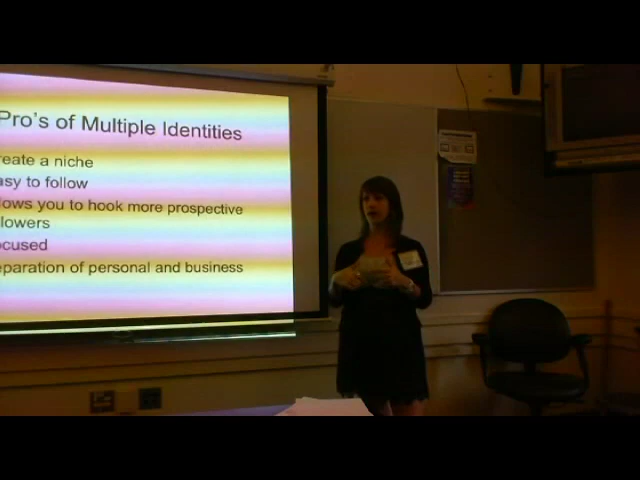 Pro's of Multiple Identities
reate a niche
asy to follow
lows you to hook more prospective
llowers
ocused
eparation of personal and business